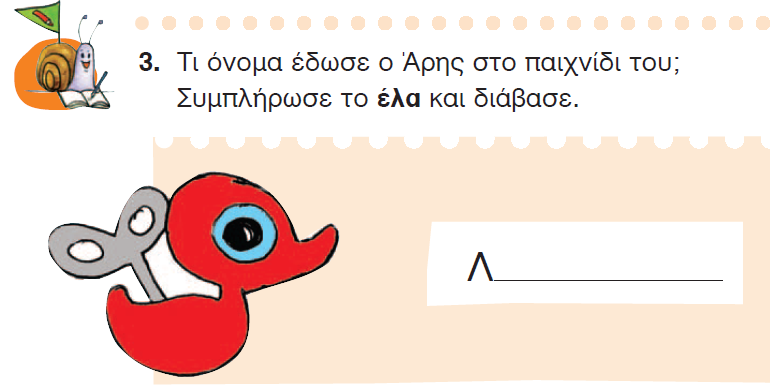 3. Τι όνομα έδωσε ο Άρης στο παιχνίδι του;
Συμπλήρωσε το έλα και διάβασε.
Λ